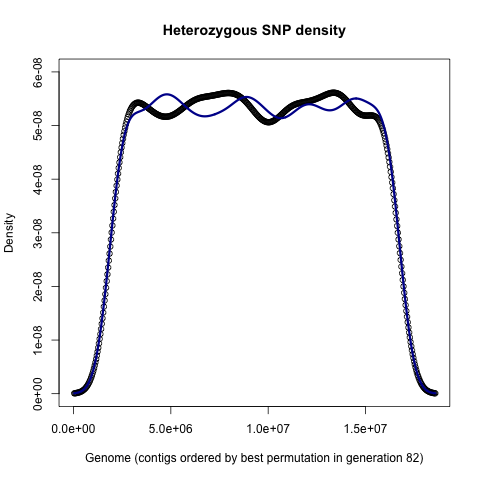 Heterozygous SNP density
6e-08
5e-08
4e-08
3e-08
2e-08
1e-08
0e+00
Density
0.0e+00 5.0e+06 1.0e+07 1.5e+07
Genome (contigs ordered by best permutation in generation 82)